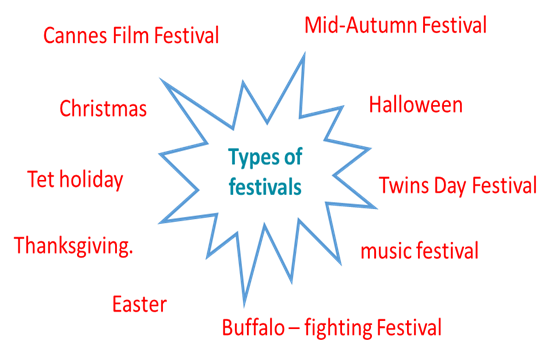 Cannes Film Festival
Mid-Autumn Festival
Christmas
Halloween
Types of
festivals
Tet holiday
Twins Day Festival
Thanksgiving.
music festival
Easter
Buffalo – fighting Festival